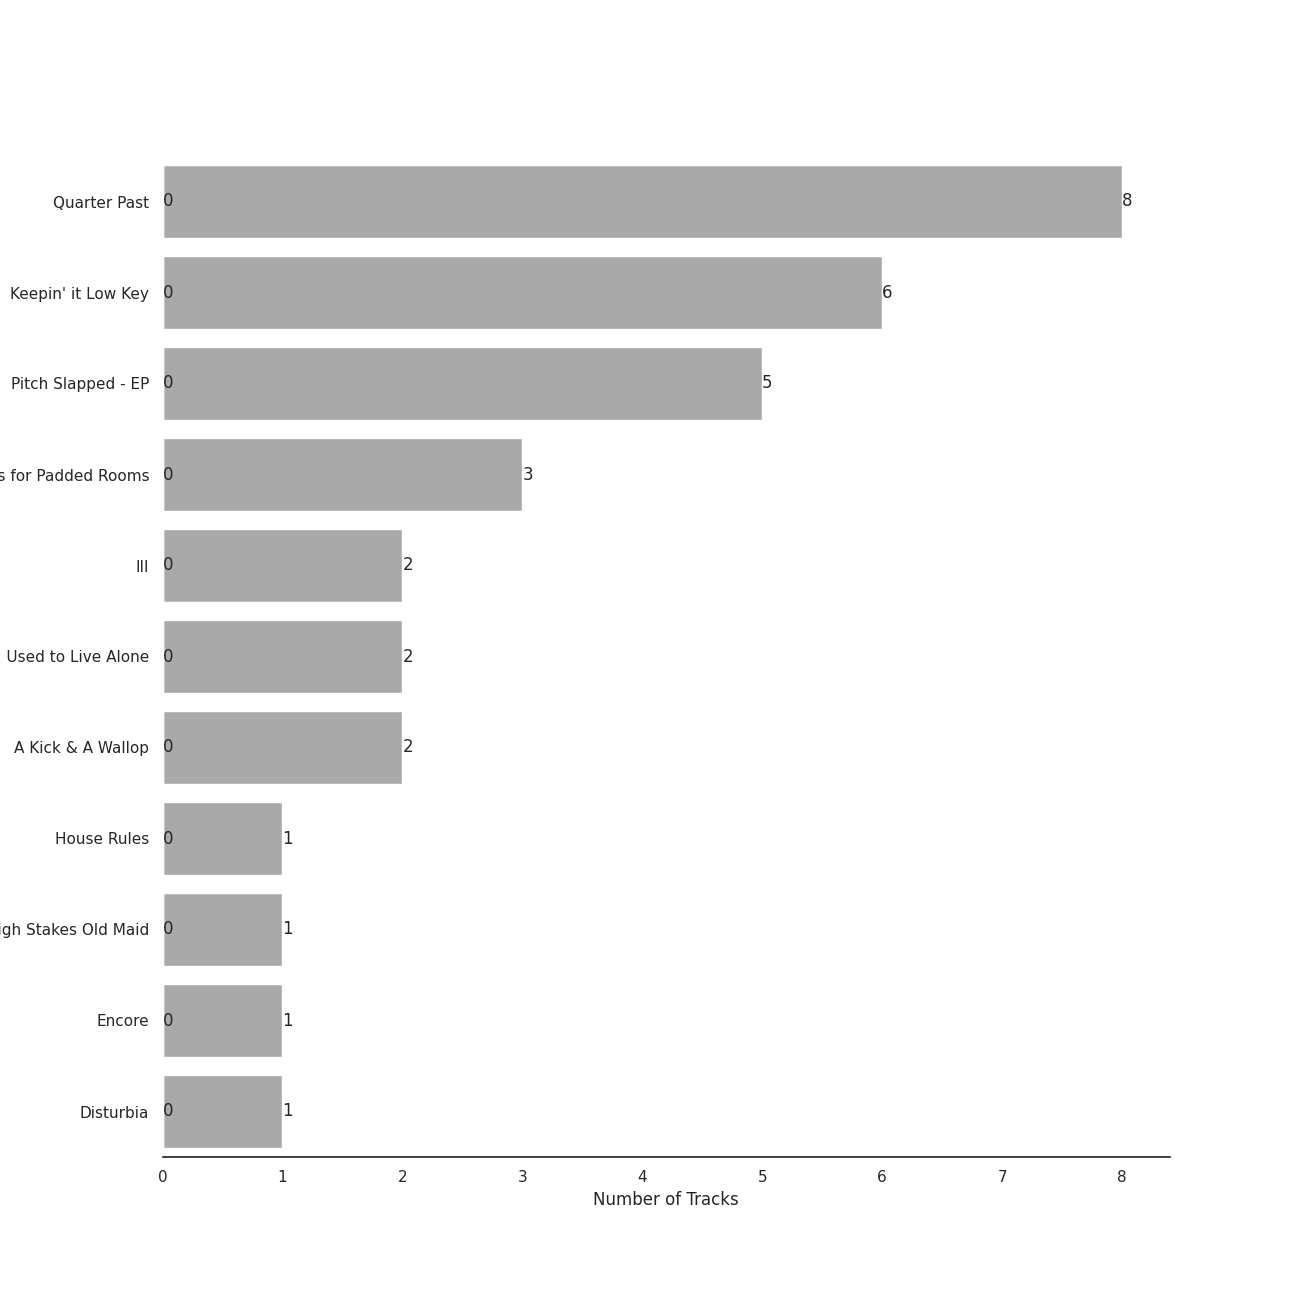 Quarter Past 0 8
Keepin' it Low Key 0 6
Pitch Slapped - EP 0 5
for Padded Rooms 0 3
Ill 0 2
Used to Live Alone 0 2
A Kick & A Wallop 0 2
House Rules 0 1
Stakes Old Maid 0 1
Encore 0 1
Disturbia 0 1
0 1 2 3 4 5 6 7 8
Number of Tracks